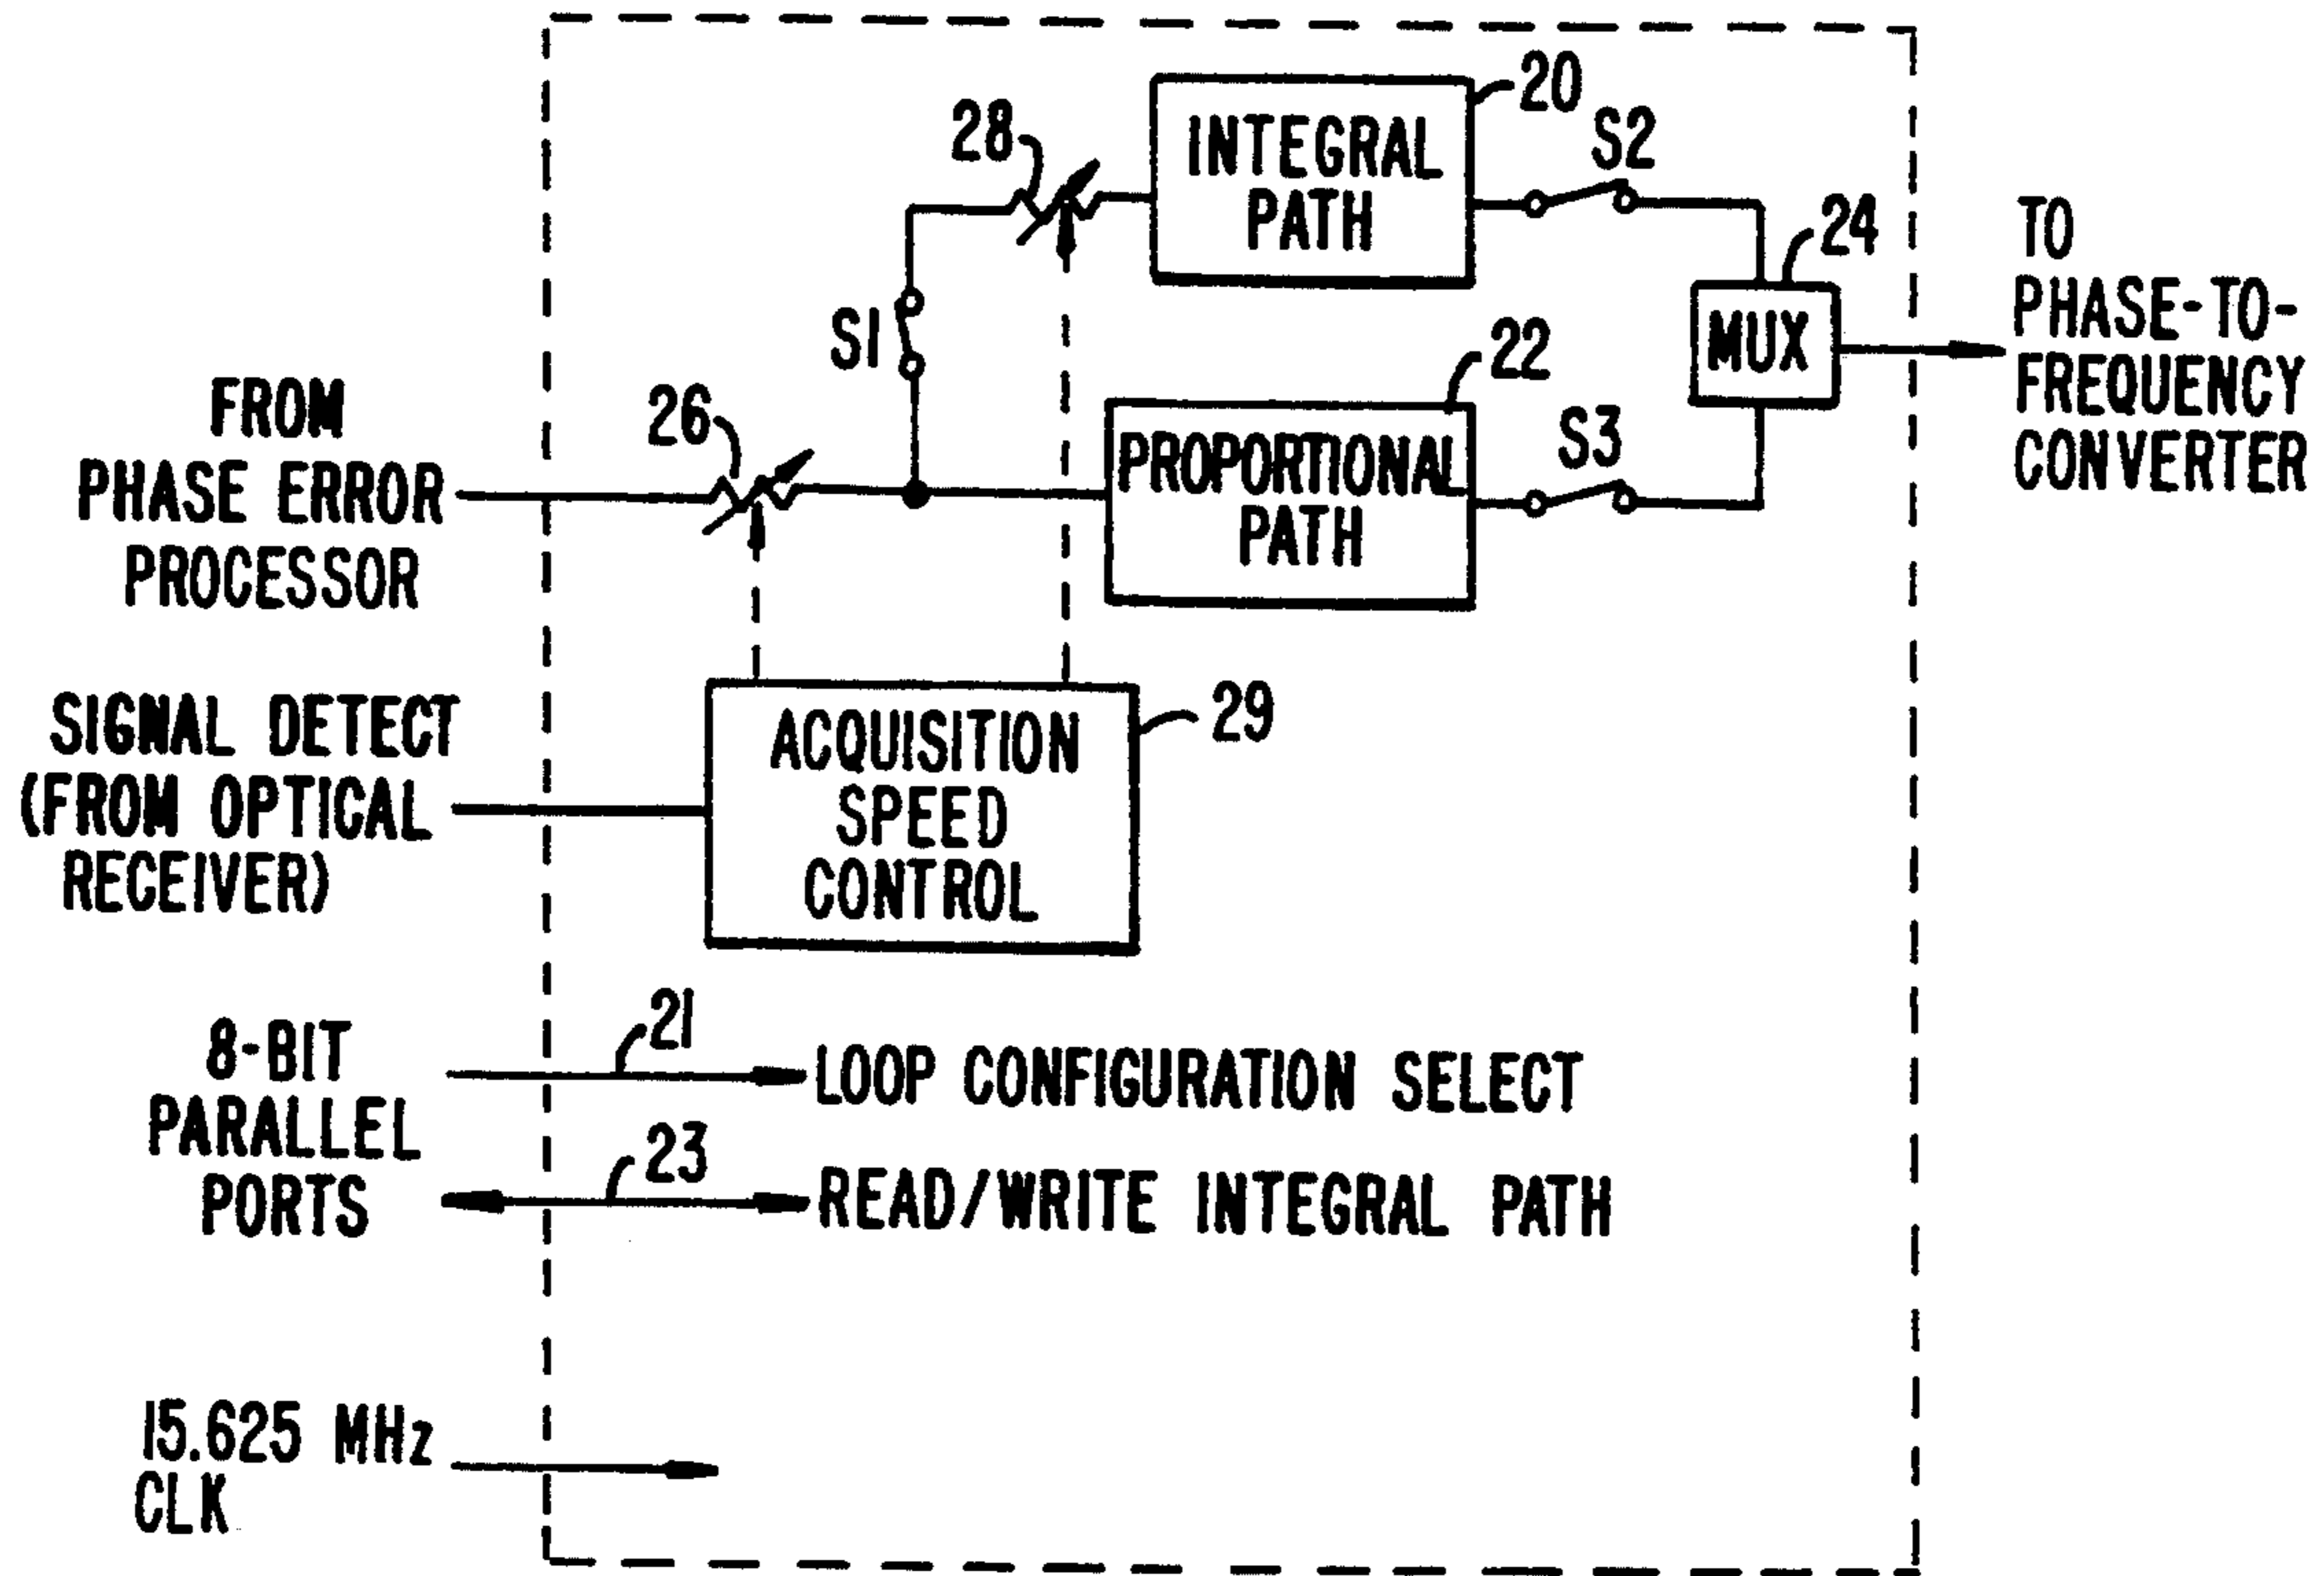 20
INTEGRAL
PATH
28
S2
24
MUX
TO
PHASE-TO-
FREQUENCY
CONVERTER
S1
22
PROPORTIONAL
PATH
S3
26
FROM
PHASE ERROR
PROCESSOR
SIGNAL DETECT
(FROM OPTICAL
RECEIVER)
ACQUISITION
SPEED
CONTROL
29
8-BIT
PARALLEL
PORTS
21
LOOP CONFIGURATION SELECT
23
READ/WRITE INTEGRAL PATH
15.625 MHz
CLK